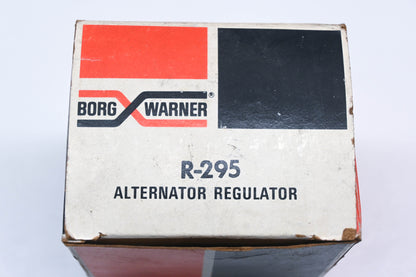 BORG WARNER®
R-295
ALTERNATOR REGULATOR